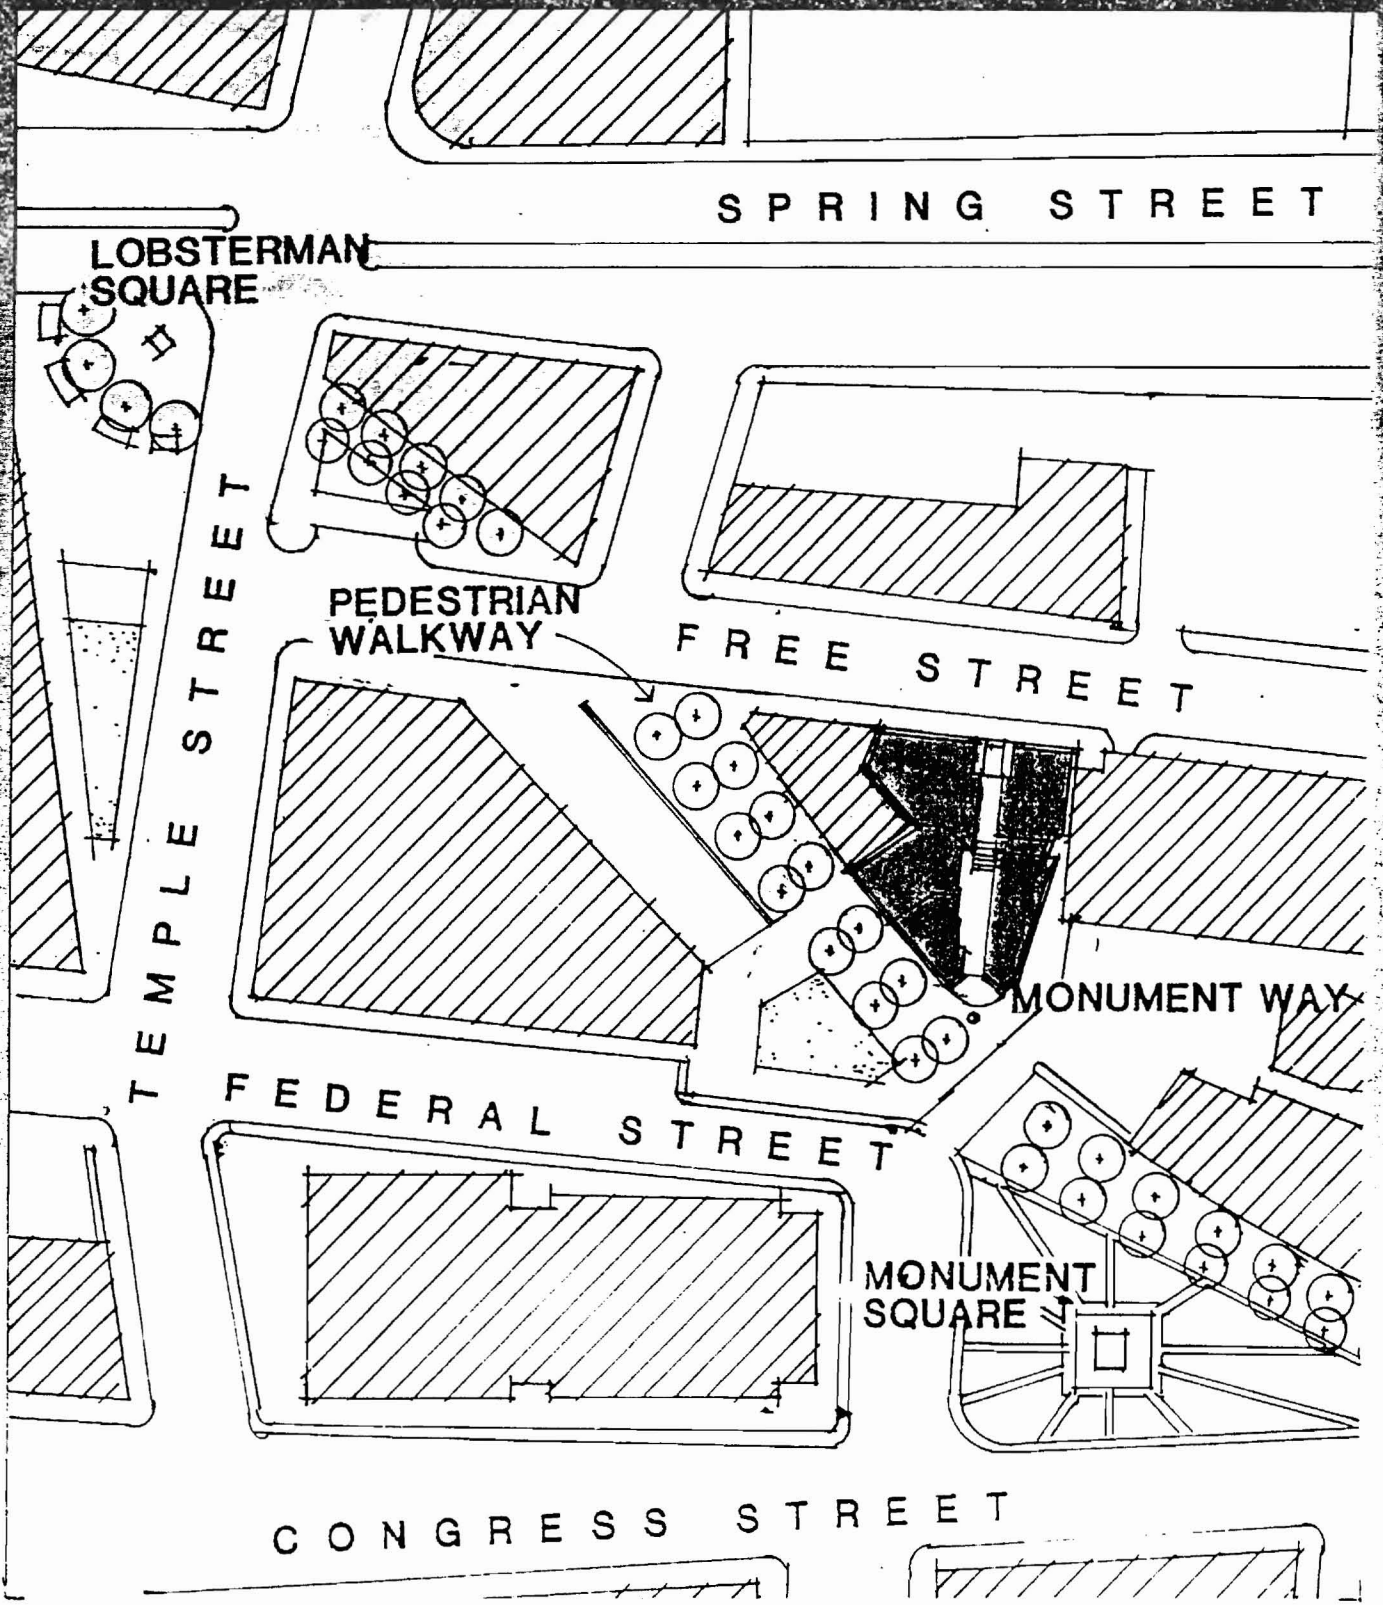 SPRING STREET
LOBSTERMAN
SQUARE
TEMPLE STREET
PEDESTRIAN
WALKWAY
FREE STREET
MONUMENT WAY
FEDERAL STREET
MONUMENT
SQUARE
CONGRESS STREET